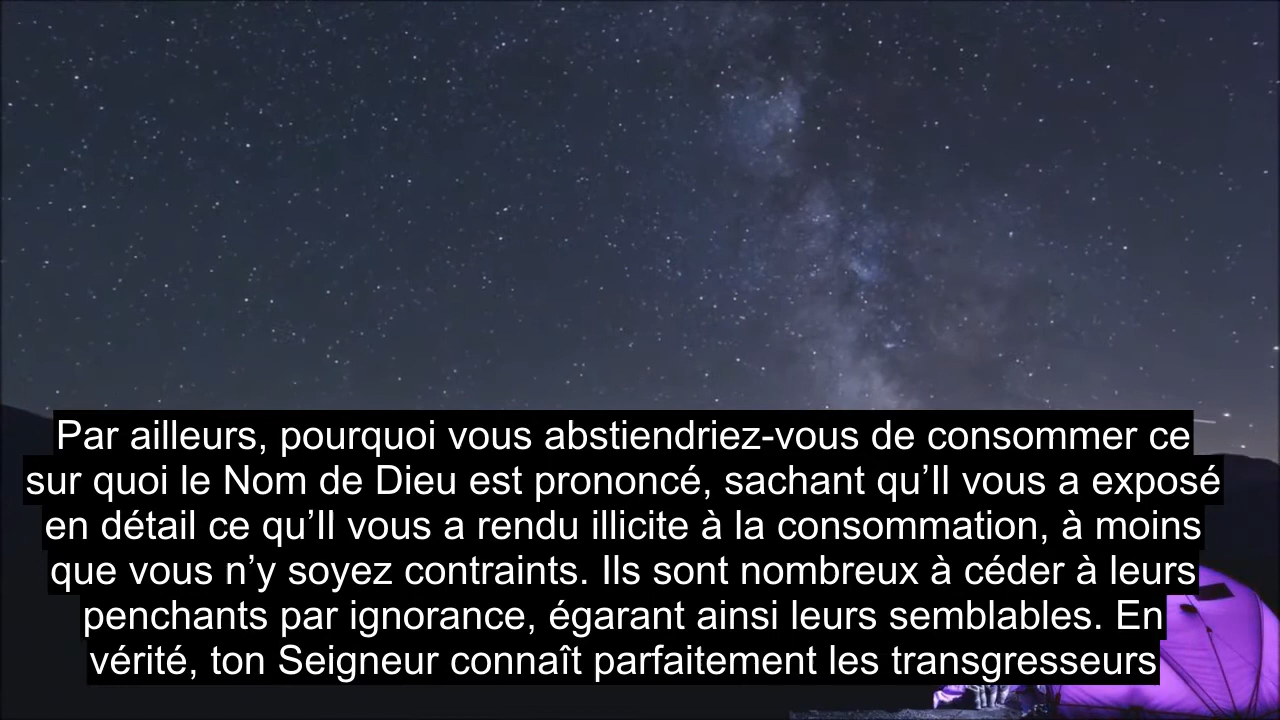 Par ailleurs, pourquoi vous abstiendriez-vous de consommer ce
sur quoi le Nom de Dieu est prononcé, sachant qu’Il vous a exposé
en détail ce qu’Il vous a rendu illicite à la consommation, à moins
que vous n’y soyez contraints. Ils sont nombreux à céder à leurs
penchants par ignorance, égarant ainsi leurs semblables. En
vérité, ton Seigneur connaît parfaitement les transgresseurs